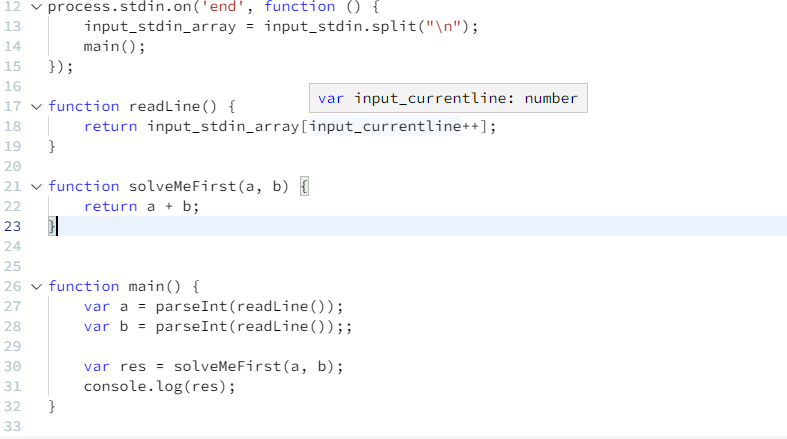 12 process.stdin.on('end', function () {
13 input_stdin_array = input_stdin.split("\n");
14 main();
15 });
16
var input_currentline: number
17 function readLine() {
18 return input_stdin_array[input_currentline++];
19 }
20
21 function solveMeFirst(a, b) {
22 return a + b;
23 }
24
25
26 function main() {
27 var a = parseInt(readLine());
28 var b = parseInt(readLine());;
29
30 var res = solveMeFirst(a, b);
31 console.log(res);
32 }
33